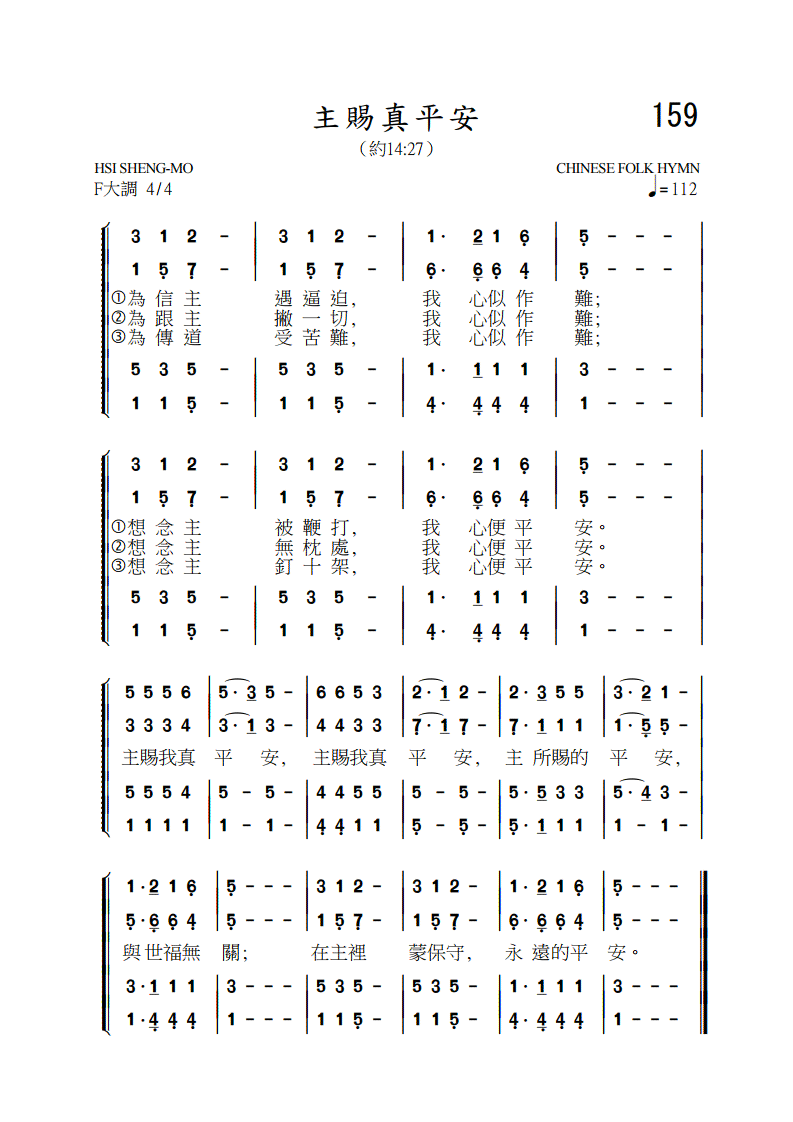 主賜真平安 159
（約14:27）
HSI SHENG-MO CHINESE FOLK HYMN
F大調 4/4 ♩=112
3 1 2 - | 3 1 2 - | 1· 2̲ 1 6̣ | 5̣ - - - |
1 5̣ 7̣ - | 1 5̣ 7̣ - | 6̣· 6̲̣ 6̣ 4̣ | 5̣ - - - |
①為信主 遇逼迫, 我 心似作 難;
②為跟主 撇一切, 我 心似作 難;
③為傳道 受苦難, 我 心似作 難;
5 3 5 - | 5 3 5 - | 1· 1̲ 1 1 | 3 - - - |
1 1 5̣ - | 1 1 5̣ - | 4̣· 4̲̣ 4̣ 4̣ | 1 - - - |
3 1 2 - | 3 1 2 - | 1· 2̲ 1 6̣ | 5̣ - - - |
1 5̣ 7̣ - | 1 5̣ 7̣ - | 6̣· 6̲̣ 6̣ 4̣ | 5̣ - - - |
①想念主 被鞭打, 我 心便平 安。
②想念主 無枕處, 我 心便平 安。
③想念主 釘十架, 我 心便平 安。
5 3 5 - | 5 3 5 - | 1· 1̲ 1 1 | 3 - - - |
1 1 5̣ - | 1 1 5̣ - | 4̣· 4̲̣ 4̣ 4̣ | 1 - - - |
5 5 5 6 | 5· 3̲ 5 - | 6 6 5 3 | 2· 1̲ 2 - | 2· 3̲ 5 5 | 3· 2̲ 1 - |
3 3 3 4 | 3· 1̲ 3 - | 4 4 3 3 | 7̣· 1̲ 7̣ - | 7̣· 1̲ 1 1 | 1· 5̲̣ 5̣ - |
主賜我真 平 安, 主賜我真 平 安, 主 所賜的 平 安,
5 5 5 4 | 5 - 5 - | 4 4 5 5 | 5 - 5 - | 5· 5̲ 3 3 | 5· 4̲ 3 - |
1 1 1 1 | 1 - 1 - | 4̣ 4̣ 1 1 | 5̣ - 5̣ - | 5̣· 1̲ 1 1 | 1 - 1 - |
1· 2̲ 1 6̣ | 5̣ - - - | 3 1 2 - | 3 1 2 - | 1· 2̲ 1 6̣ | 5̣ - - -
5̣· 6̲̣ 6̣ 4̣ | 5̣ - - - | 1 5̣ 7̣ - | 1 5̣ 7̣ - | 6̣· 6̲̣ 6̣ 4̣ | 5̣ - - -
與世福無 關; 在主裡 蒙保守, 永 遠的平 安。
3· 1̲ 1 1 | 3 - - - | 5 3 5 - | 5 3 5 - | 1· 1̲ 1 1 | 3 - - -
1· 4̲̣ 4̣ 4̣ | 1 - - - | 1 1 5̣ - | 1 1 5̣ - | 4̣· 4̲̣ 4̣ 4̣ | 1 - - -